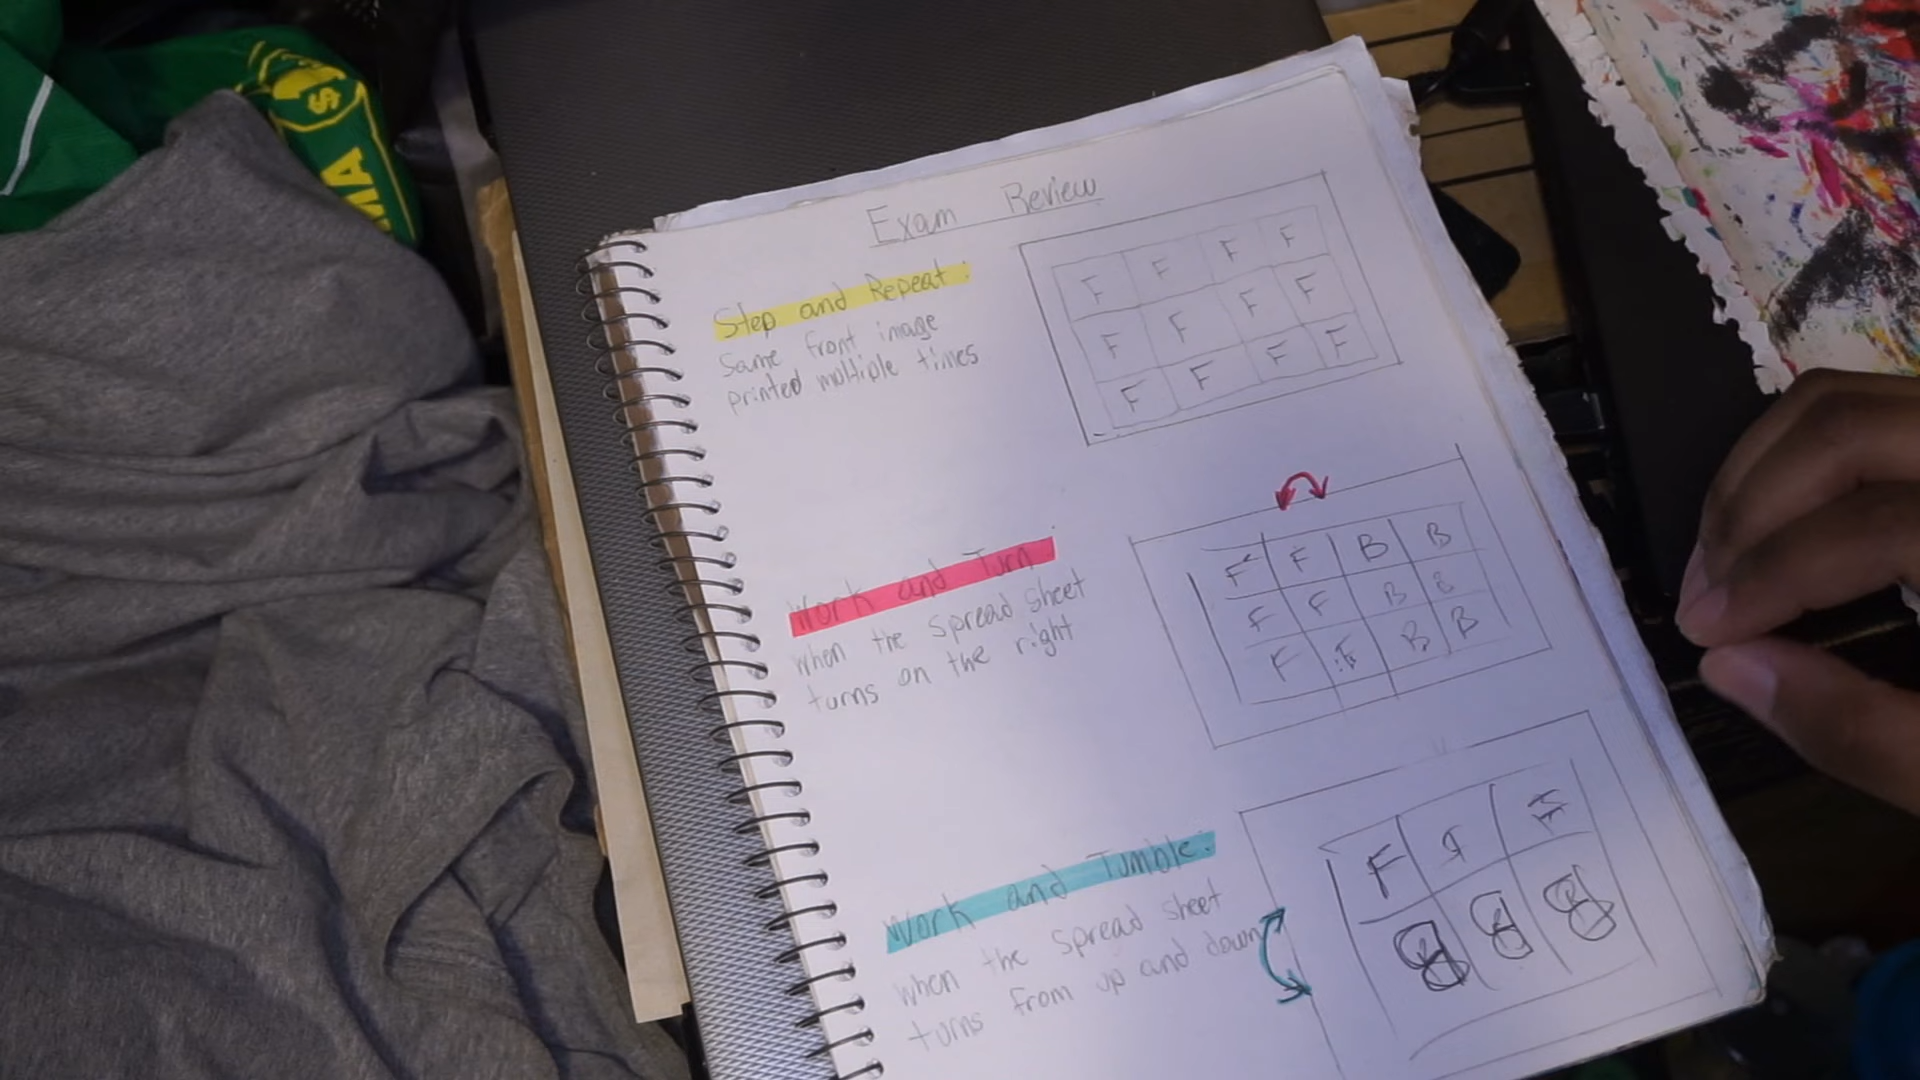 Exam Review
Step and Repeat:
Same front image
printed multiple times
F F F F
F F F F
F F F F
Work and Turn
when the spread sheet
turns on the right
F F B B
F F B B
F F B B
Work and Tumble:
when the spread sheet
turns from up and down
F F F
B B B
$